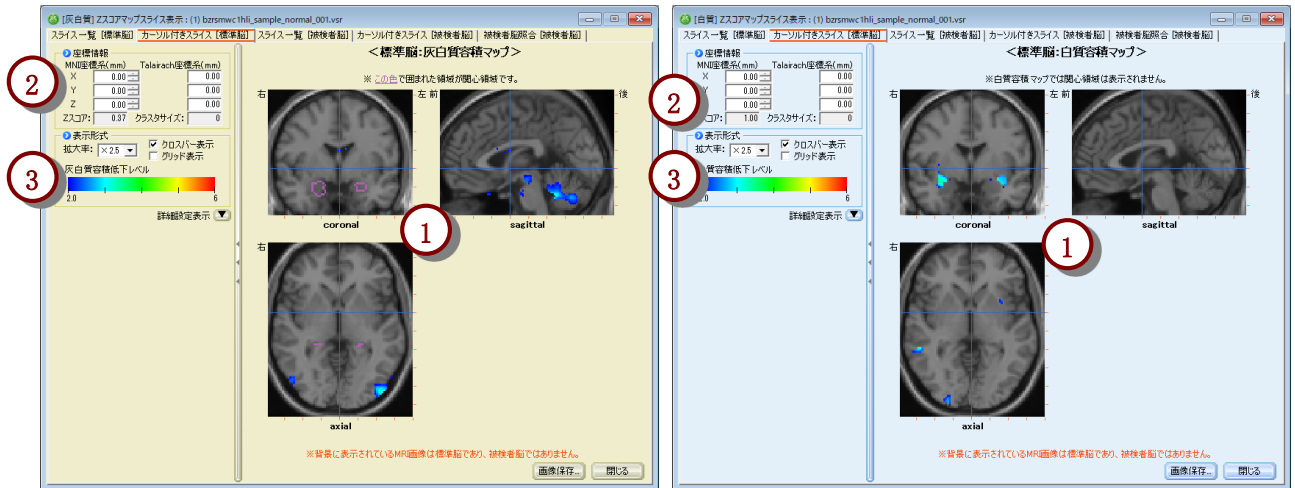 [灰白質] Zスコアマップスライス表示 : (1) bzrsmwc1hli_sample_normal_001.vsr
スライス一覧 [標準脳] カーソル付きスライス [標準脳] スライス一覧 [被検者脳] カーソル付きスライス [被検者脳] 被検者脳照合 [被検者脳]
座標情報
MNI座標系(mm) Talairach座標系(mm)
X 0.00 0.00
Y 0.00 0.00
Z 0.00 0.00
Zスコア: 0.37 クラスタサイズ: 0
表示形式
拡大率: ×2.5 クロスバー表示
グリッド表示
灰白質容積低下レベル
2.0 6
詳細設定表示
<標準脳:灰白質容積マップ>
※ この色で囲まれた領域が関心領域です。
右 左 前 後
coronal sagittal
右
axial
※背景に表示されているMRI画像は標準脳であり、被検者脳ではありません。
画像保存... 閉じる
2
3
1
[白質] Zスコアマップスライス表示 : (1) bzrsmwc1hli_sample_normal_001.vsr
スライス一覧 [標準脳] カーソル付きスライス [標準脳] スライス一覧 [被検者脳] カーソル付きスライス [被検者脳] 被検者脳照合 [被検者脳]
座標情報
MNI座標系(mm) Talairach座標系(mm)
X 0.00 0.00
0.00 0.00
0.00 0.00
コア: 1.00 クラスタサイズ: 0
表示形式
拡大率: ×2.5 クロスバー表示
グリッド表示
質容積低下レベル
2.0 6
詳細設定表示
<標準脳:白質容積マップ>
※白質容積マップでは関心領域は表示されません。
右 左 前 後
coronal sagittal
右
axial
※背景に表示されているMRI画像は標準脳であり、被検者脳ではありません。
画像保存... 閉じる
2
3
1